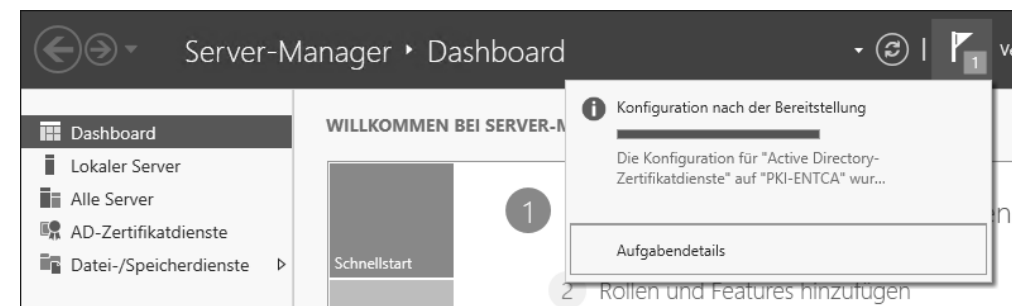 Server-Manager ‣ Dashboard
1
Konfiguration nach der Bereitstellung
Die Konfiguration für "Active Directory-
Zertifikatdienste" auf "PKI-ENTCA" wur...
Aufgabendetails
Dashboard
Lokaler Server
Alle Server
AD-Zertifikatdienste
Datei-/Speicherdienste
WILLKOMMEN BEI SERVER-M
Schnellstart
1
2 Rollen und Features hinzufügen